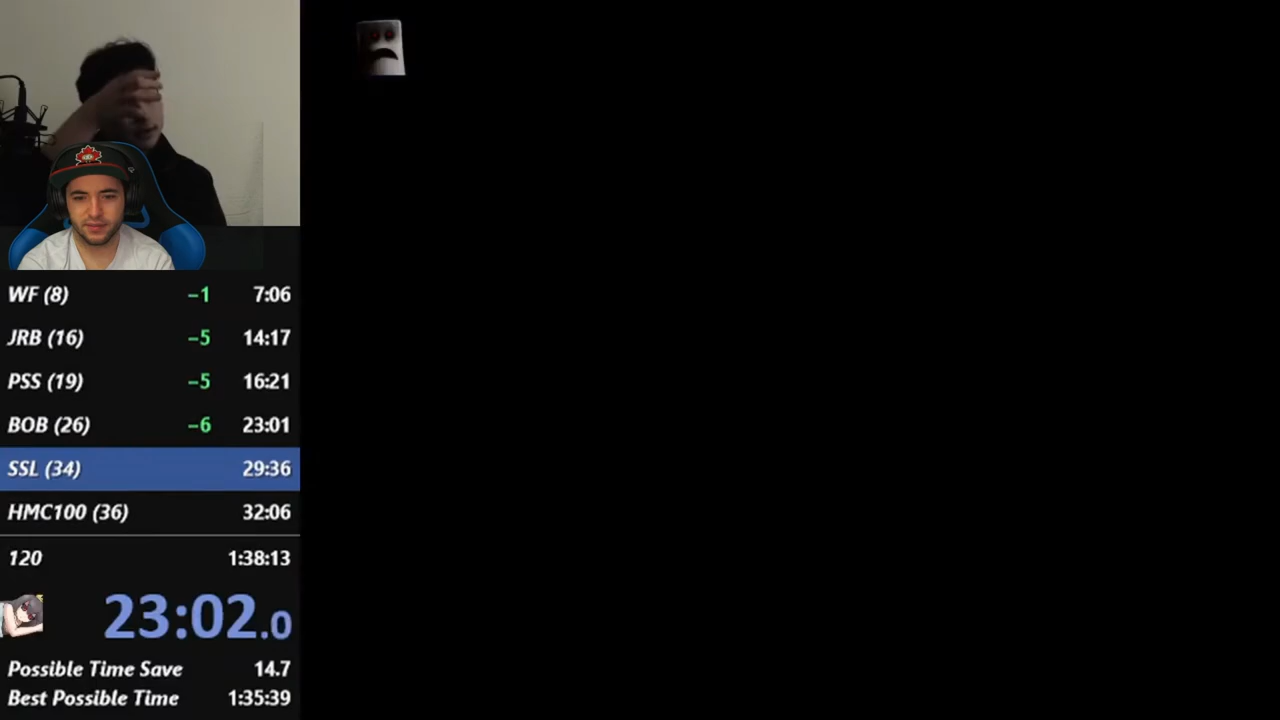 WF (8) -1 7:06
JRB (16) -5 14:17
PSS (19) -5 16:21
BOB (26) -6 23:01
SSL (34) 29:36
HMC100 (36) 32:06
120 1:38:13
23:02.0
Possible Time Save 14.7
Best Possible Time 1:35:39